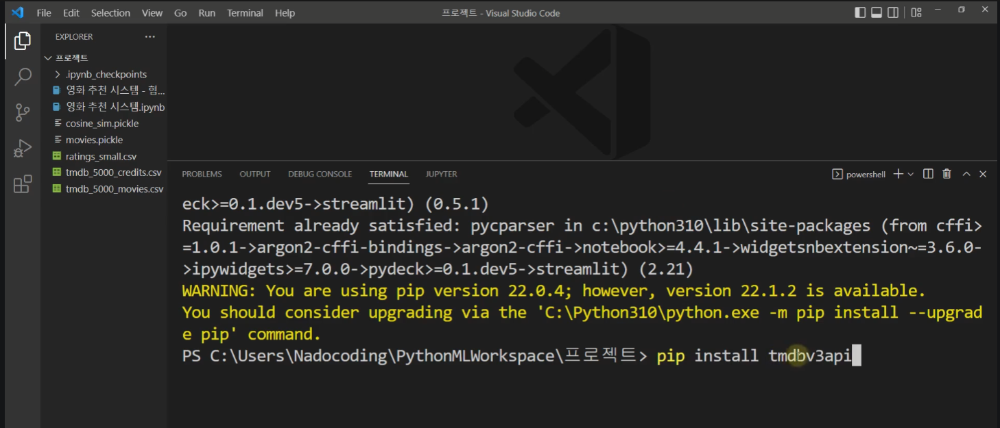 File Edit Selection View Go Run Terminal Help
프로젝트 - Visual Studio Code
EXPLORER
프로젝트
.ipynb_checkpoints
영화 추천 시스템 - 협...
영화 추천 시스템.ipynb
cosine_sim.pickle
movies.pickle
ratings_small.csv
tmdb_5000_credits.csv
tmdb_5000_movies.csv
PROBLEMS OUTPUT DEBUG CONSOLE TERMINAL JUPYTER
powershell
eck>=0.1.dev5->streamlit) (0.5.1)
Requirement already satisfied: pycparser in c:\python310\lib\site-packages (from cffi>
=1.0.1->argon2-cffi-bindings->argon2-cffi->notebook>=4.4.1->widgetsnbextension~=3.6.0-
>ipywidgets>=7.0.0->pydeck>=0.1.dev5->streamlit) (2.21)
WARNING: You are using pip version 22.0.4; however, version 22.1.2 is available.
You should consider upgrading via the 'C:\Python310\python.exe -m pip install --upgrad
e pip' command.
PS C:\Users\Nadocoding\PythonMLWorkspace\프로젝트> pip install tmdbv3api